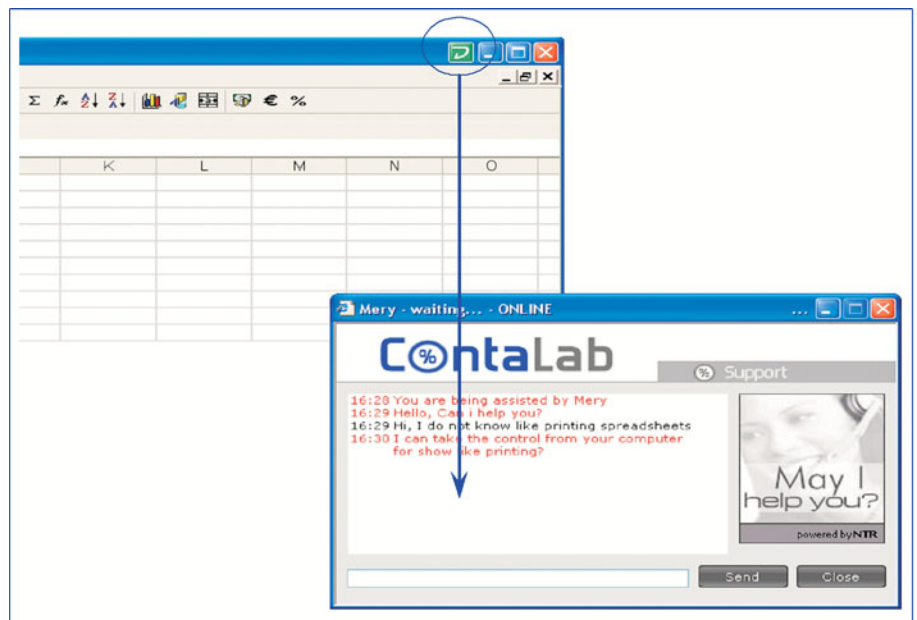 Σ fx A Z Z A € %
K L M N O
Mery - waiting... - ONLINE ...
C%ntaLab
% Support
16:28 You are being assisted by Mery
16:29 Hello, Can i help you?
16:29 Hi, I do not know like printing spreadsheets
16:30 I can take the control from your computer
for show like printing?
May I
help you?
powered by NTR
Send Close